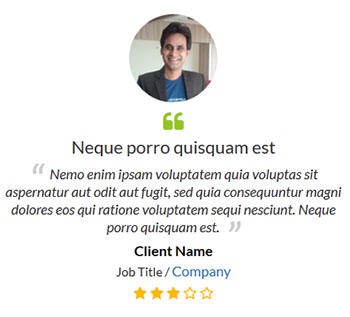 Neque porro quisquam est
“ Nemo enim ipsam voluptatem quia voluptas sit
aspernatur aut odit aut fugit, sed quia consequuntur magni
dolores eos qui ratione voluptatem sequi nesciunt. Neque
porro quisquam est. ”
Client Name
Job Title / Company